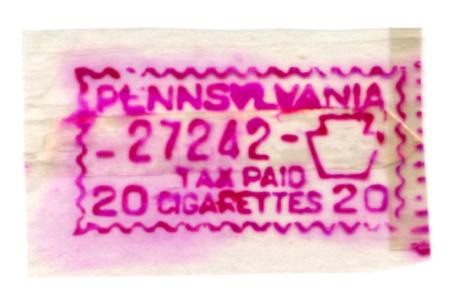 PENNSYLVANIA
-27242-
TAX PAID
20 CIGARETTES 20